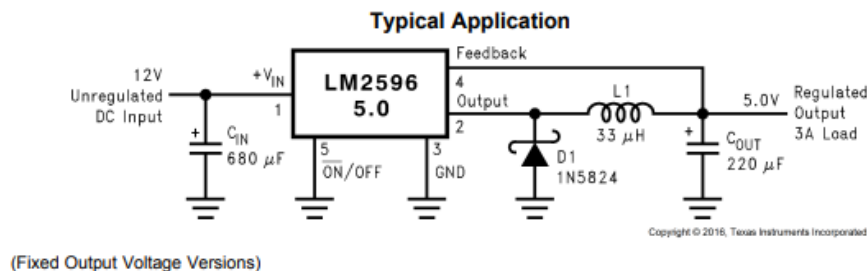 Typical Application
12V
Unregulated
DC Input
+VIN
1
CIN
680 μF
+
LM2596
5.0
5
ON/OFF
3
GND
Feedback
4
Output
2
D1
1N5824
L1
33 μH
5.0V
Regulated
Output
3A Load
+
COUT
220 μF
Copyright © 2016, Texas Instruments Incorporated
(Fixed Output Voltage Versions)